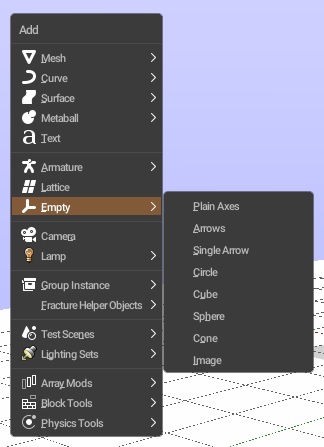 Add
Mesh
Curve
Surface
Metaball
Text
Armature
Lattice
Empty
Plain Axes
Arrows
Single Arrow
Circle
Cube
Sphere
Cone
Image
Camera
Lamp
Group Instance
Fracture Helper Objects
Test Scenes
Lighting Sets
Array Mods
Block Tools
Physics Tools